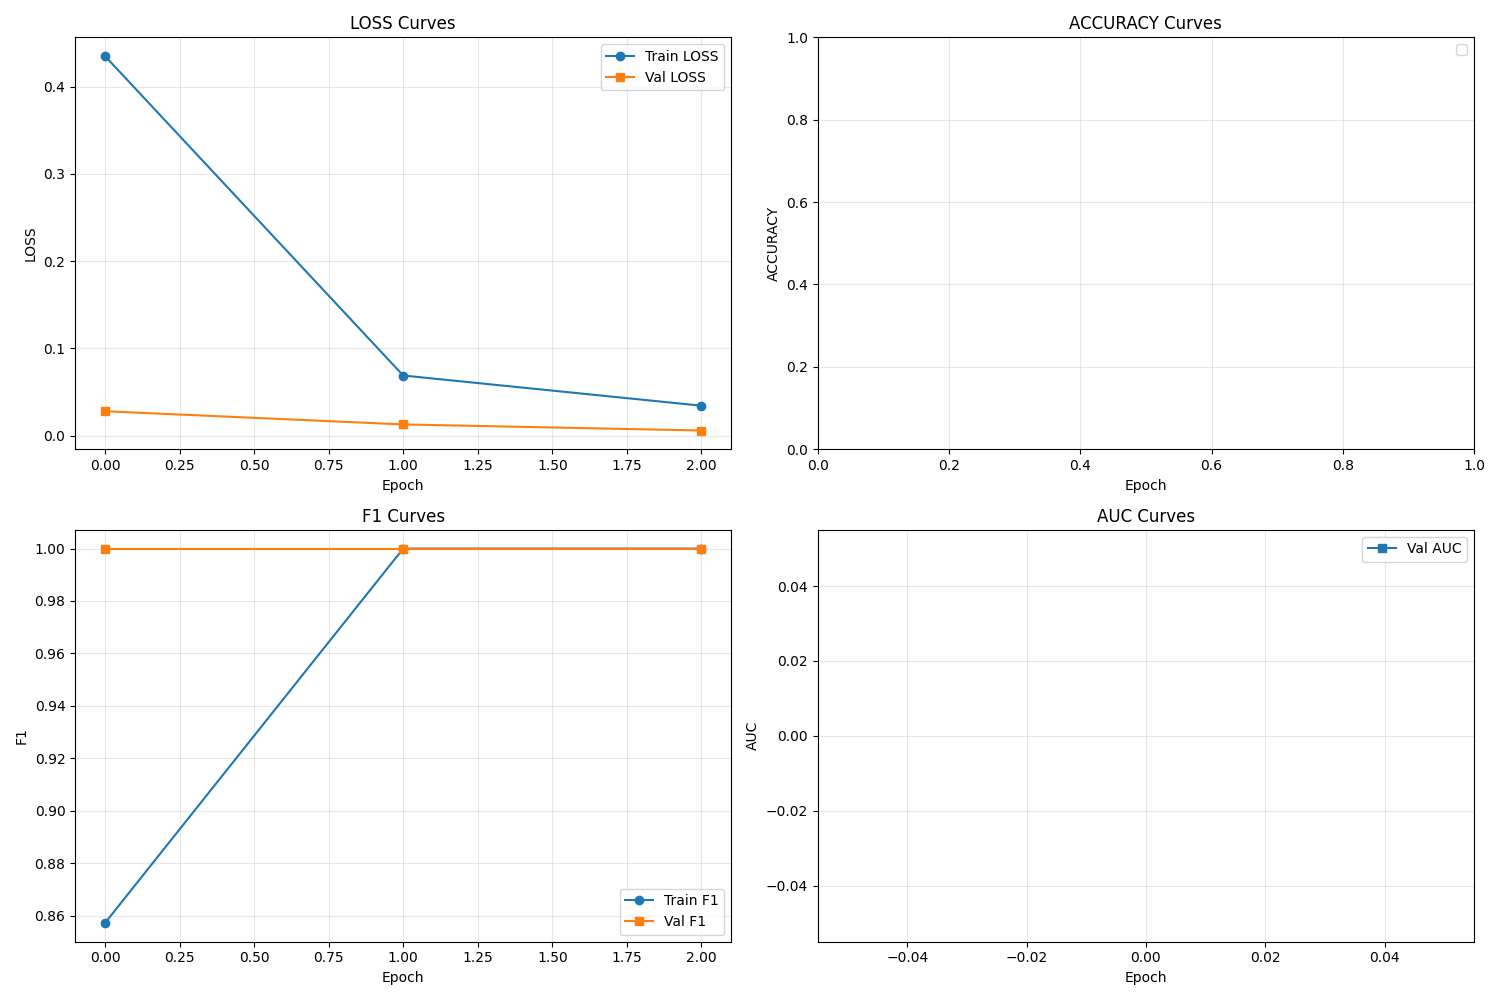 LOSS Curves
0.4
0.3
0.2
0.1
0.0
LOSS
Train LOSS
Val LOSS
0.00 0.25 0.50 0.75 1.00 1.25 1.50 1.75 2.00
Epoch
ACCURACY Curves
1.0
0.8
0.6
0.4
0.2
0.0
ACCURACY
0.0 0.2 0.4 0.6 0.8 1.0
Epoch
F1 Curves
1.00
0.98
0.96
0.94
0.92
0.90
0.88
0.86
F1
Train F1
Val F1
0.00 0.25 0.50 0.75 1.00 1.25 1.50 1.75 2.00
Epoch
AUC Curves
Val AUC
0.04
0.02
0.00
−0.02
−0.04
AUC
−0.04 −0.02 0.00 0.02 0.04
Epoch